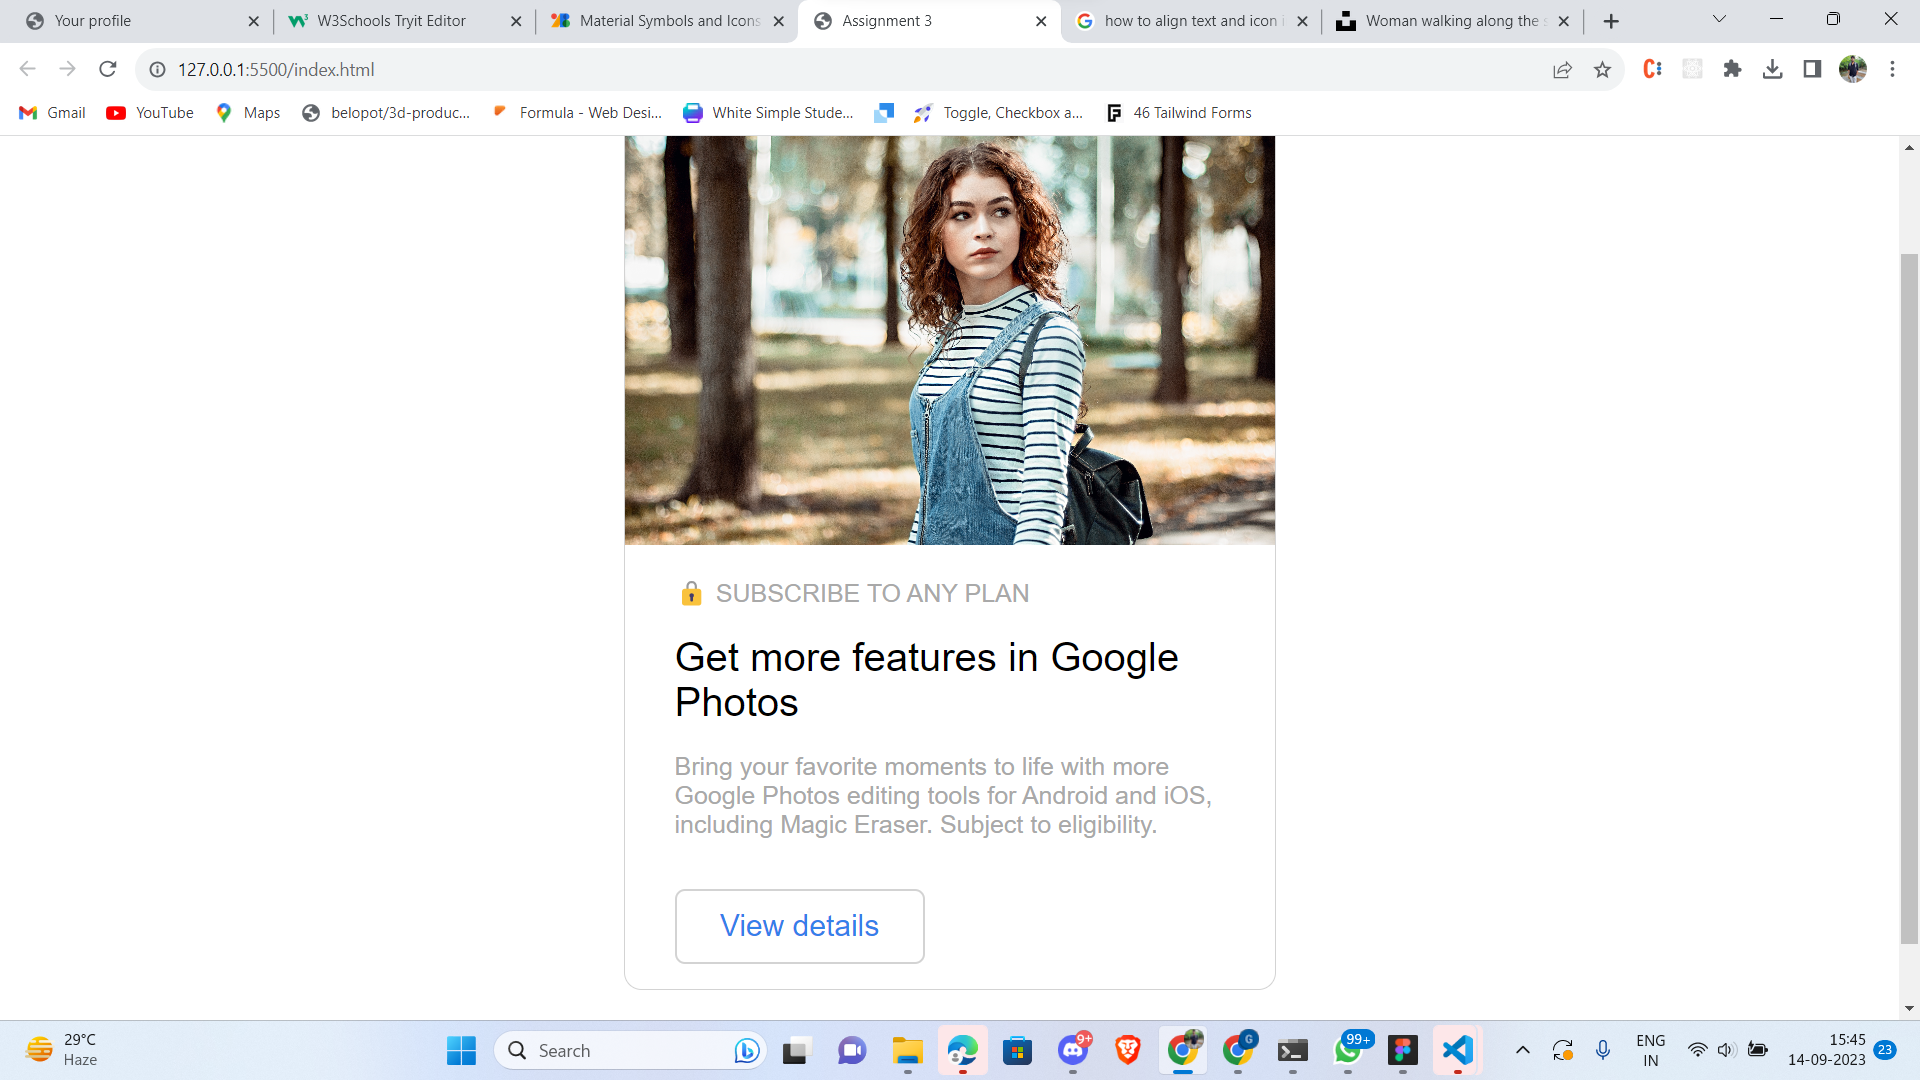 Your profile
W3Schools Tryit Editor
Material Symbols and Icons
Assignment 3
how to align text and icon i
Woman walking along the s
127.0.0.1:5500/index.html
Gmail
YouTube
Maps
belopot/3d-produc...
Formula - Web Desi...
White Simple Stude...
Toggle, Checkbox a...
46 Tailwind Forms
SUBSCRIBE TO ANY PLAN
Get more features in Google
Photos
Bring your favorite moments to life with more
Google Photos editing tools for Android and iOS,
including Magic Eraser. Subject to eligibility.
View details
29°C
Haze
Search
9+
G
99+
ENG
IN
15:45
14-09-2023
23